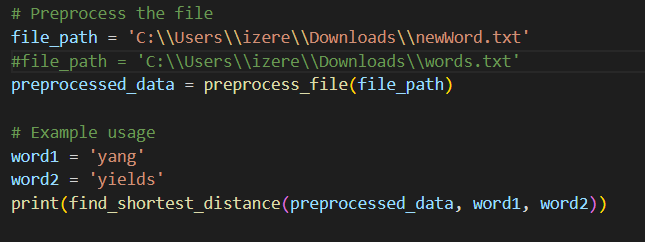 # Preprocess the file
file_path = 'C:\\Users\\izere\\Downloads\\newWord.txt'
#file_path = 'C:\\Users\\izere\\Downloads\\words.txt'
preprocessed_data = preprocess_file(file_path)
# Example usage
word1 = 'yang'
word2 = 'yields'
print(find_shortest_distance(preprocessed_data, word1, word2))